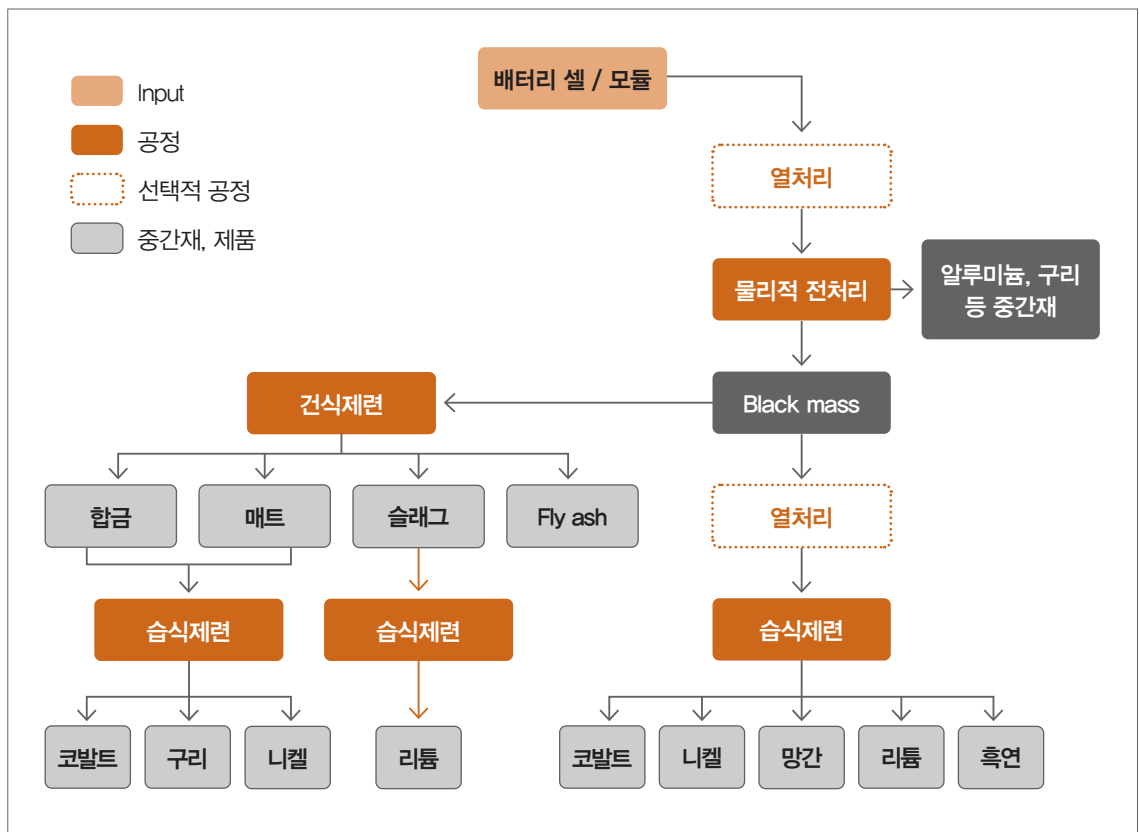 Input
공정
선택적 공정
중간재, 제품
배터리 셀 / 모듈
열처리
물리적 전처리
알루미늄, 구리
등 중간재
건식제련
Black mass
합금
매트
슬래그
Fly ash
열처리
습식제련
습식제련
습식제련
코발트
구리
니켈
리튬
코발트
니켈
망간
리튬
흑연